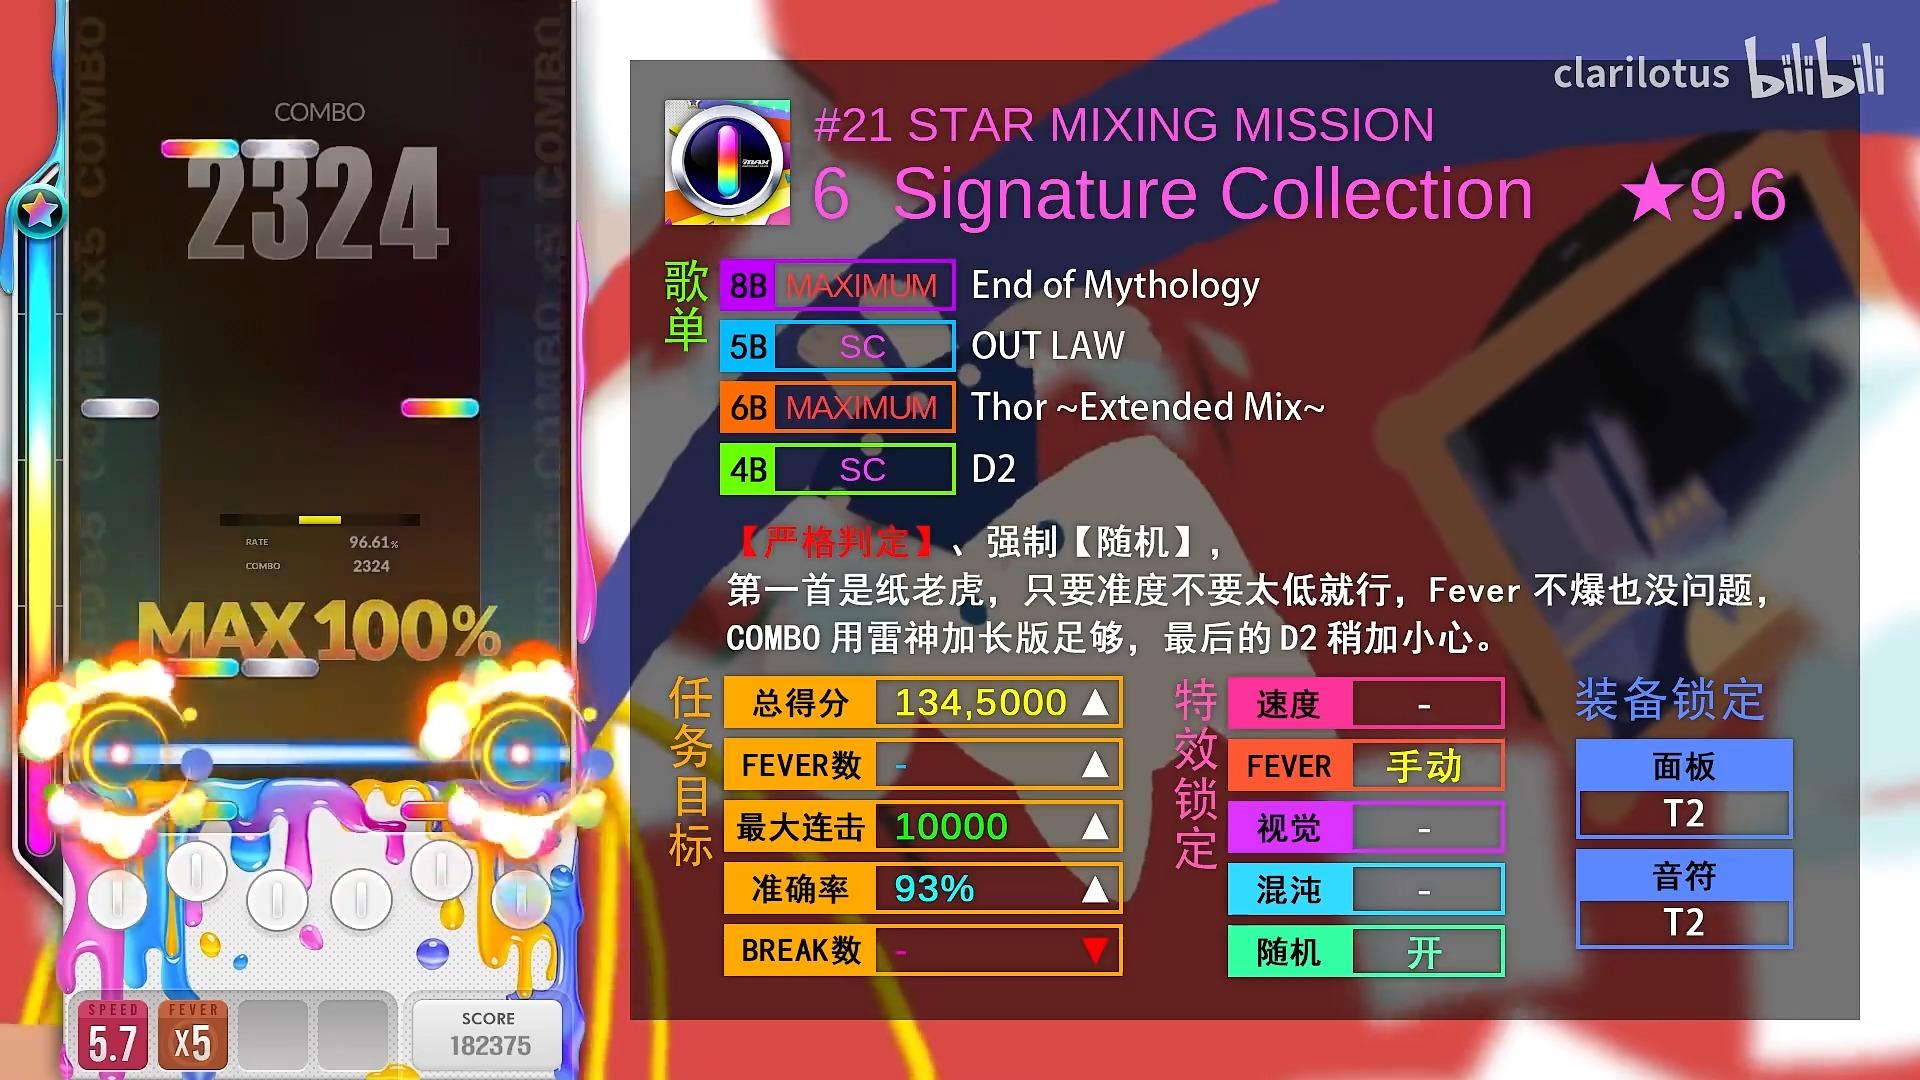 COMBO
2324
RATE 96.61%
COMBO 2324
MAX 100%
SPEED
5.7
FEVER
X5
SCORE
182375
clarilotus bilibili
#21 STAR MIXING MISSION
6 Signature Collection ★9.6
歌单
8B MAXIMUM End of Mythology
5B SC OUT LAW
6B MAXIMUM Thor ~Extended Mix~
4B SC D2
【严格判定】、强制【随机】,
第一首是纸老虎，只要准度不要太低就行，Fever 不爆也没问题，
COMBO 用雷神加长版足够，最后的 D2 稍加小心。
任务目标
总得分 134,5000 ▲
FEVER数 - ▲
最大连击 10000 ▲
准确率 93% ▲
BREAK数 - ▼
特效锁定
速度 -
FEVER 手动
视觉 -
混沌 -
随机 开
装备锁定
面板
T2
音符
T2